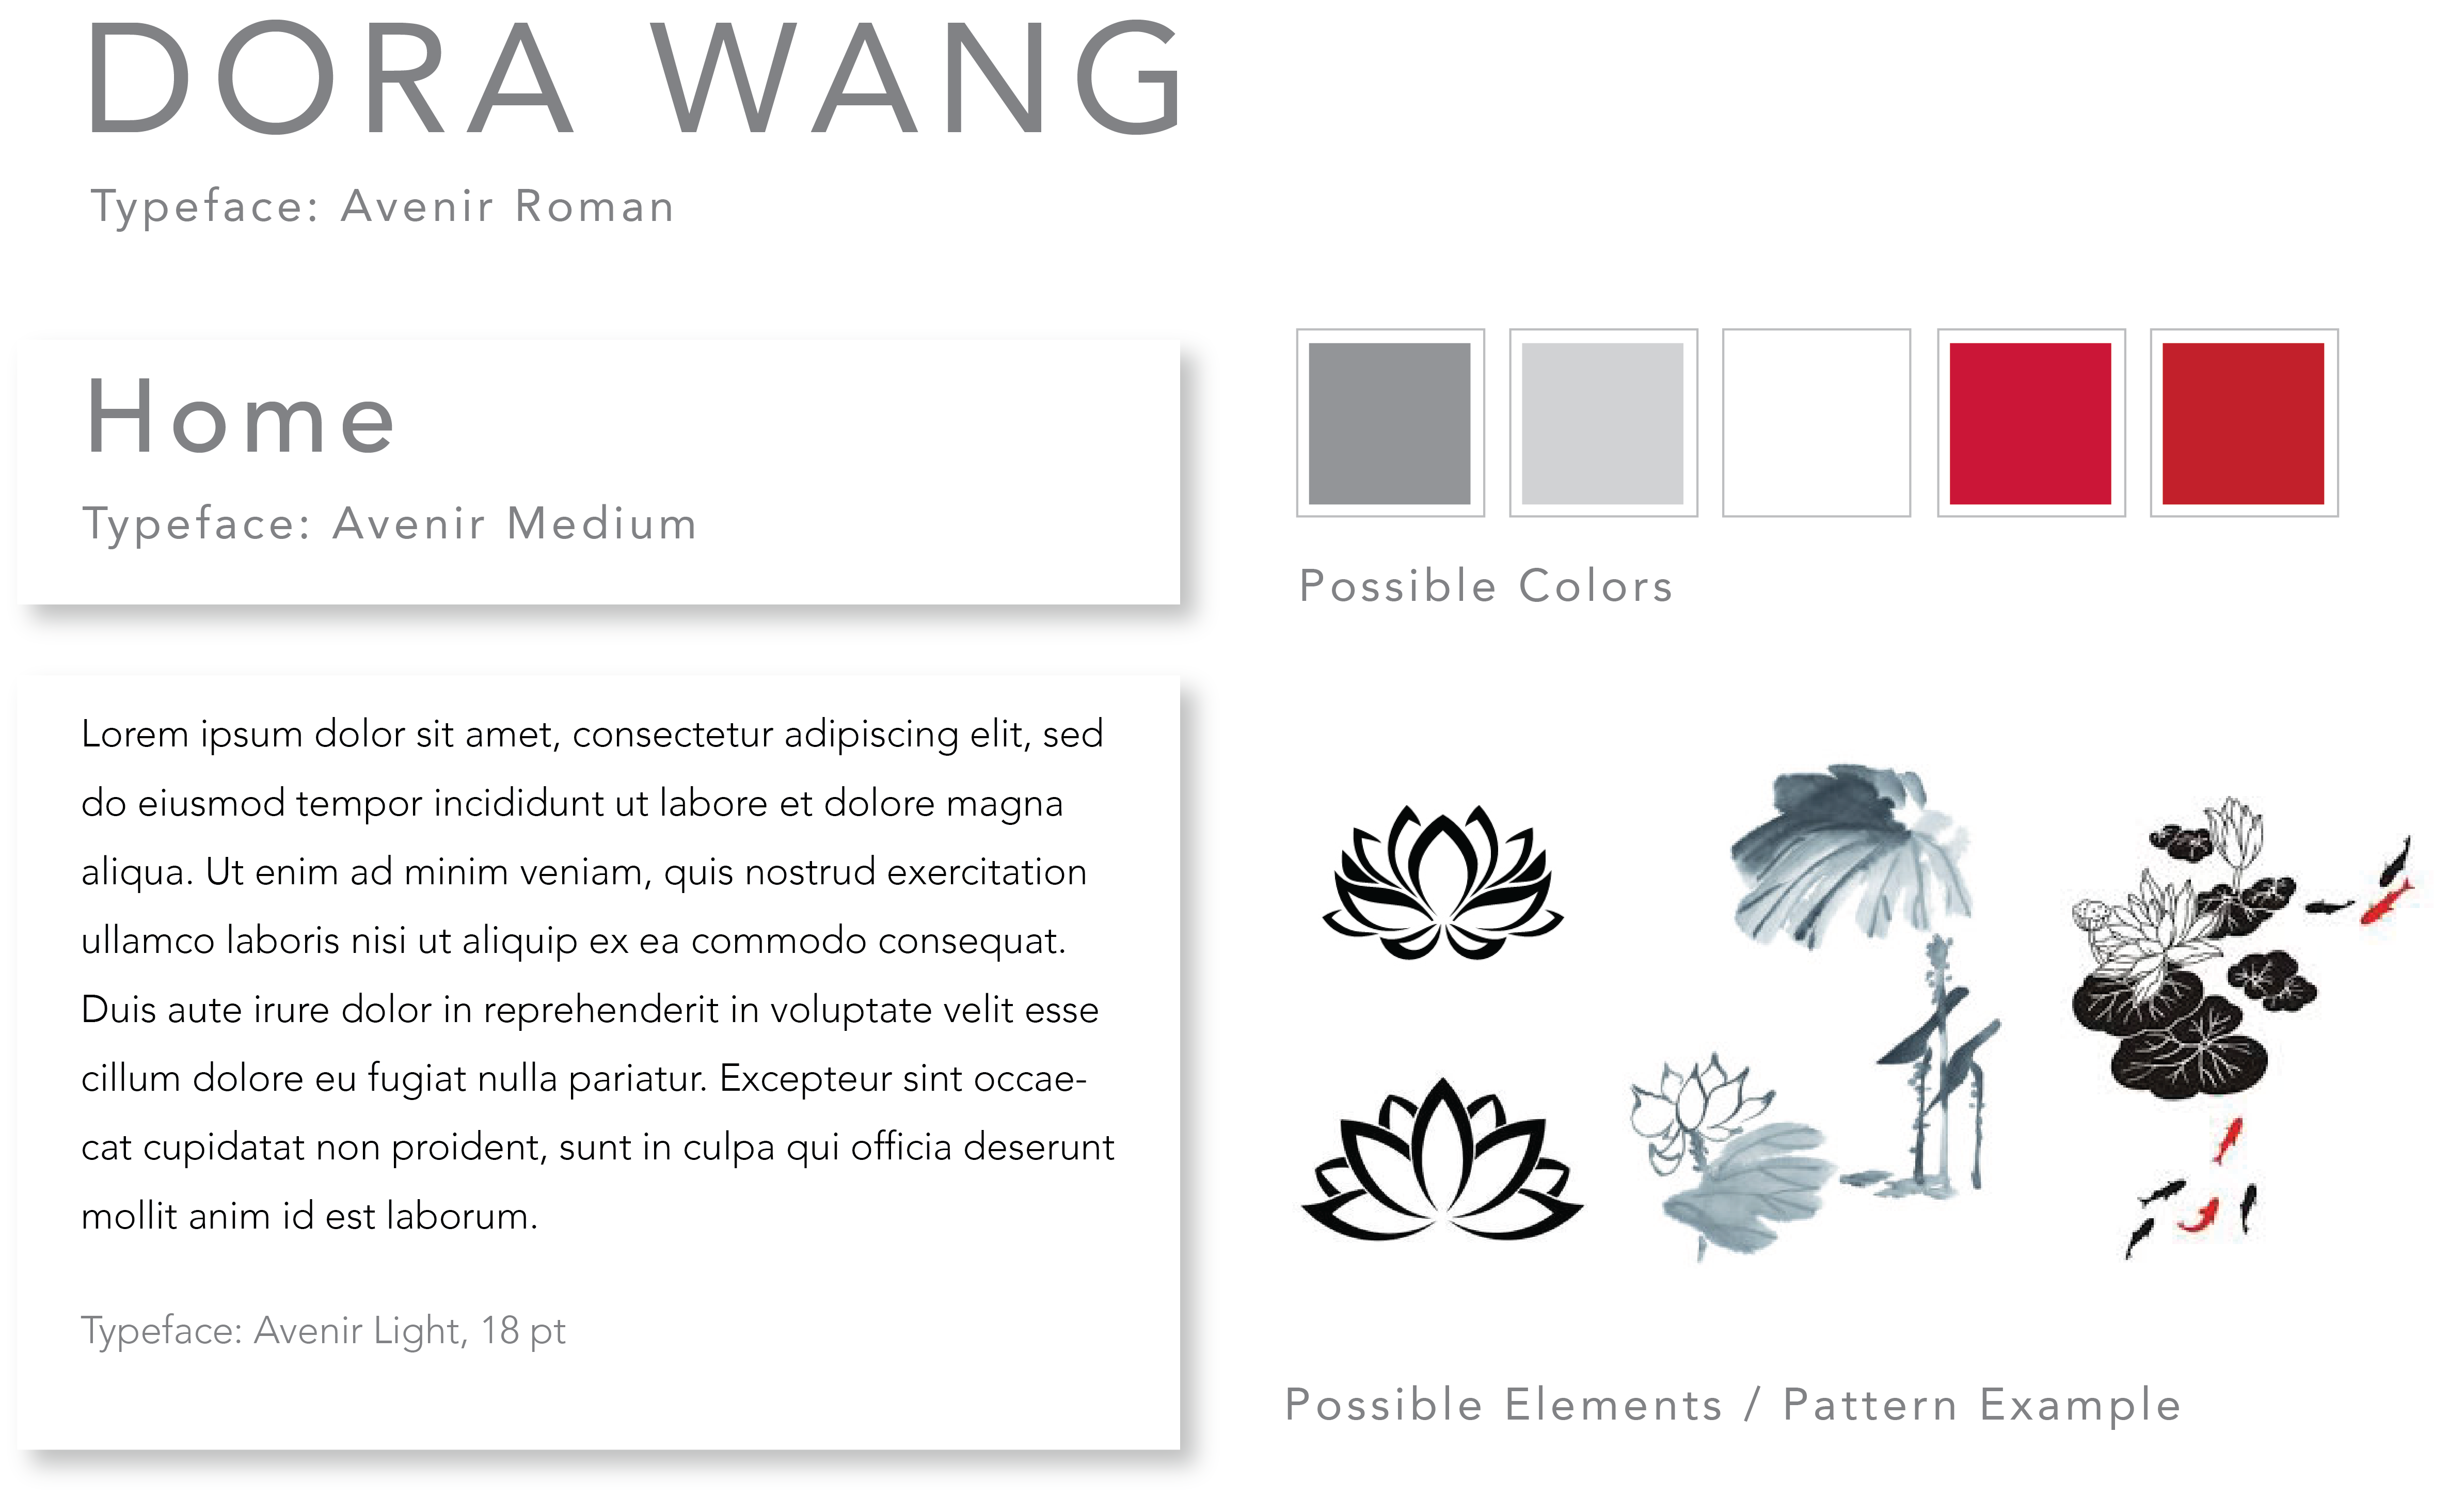 DORA WANG
Typeface: Avenir Roman
Home
Typeface: Avenir Medium
Possible Colors
Lorem ipsum dolor sit amet, consectetur adipiscing elit, sed
do eiusmod tempor incididunt ut labore et dolore magna
aliqua. Ut enim ad minim veniam, quis nostrud exercitation
ullamco laboris nisi ut aliquip ex ea commodo consequat.
Duis aute irure dolor in reprehenderit in voluptate velit esse
cillum dolore eu fugiat nulla pariatur. Excepteur sint occae-
cat cupidatat non proident, sunt in culpa qui officia deserunt
mollit anim id est laborum.
Typeface: Avenir Light, 18 pt
Possible Elements / Pattern Example